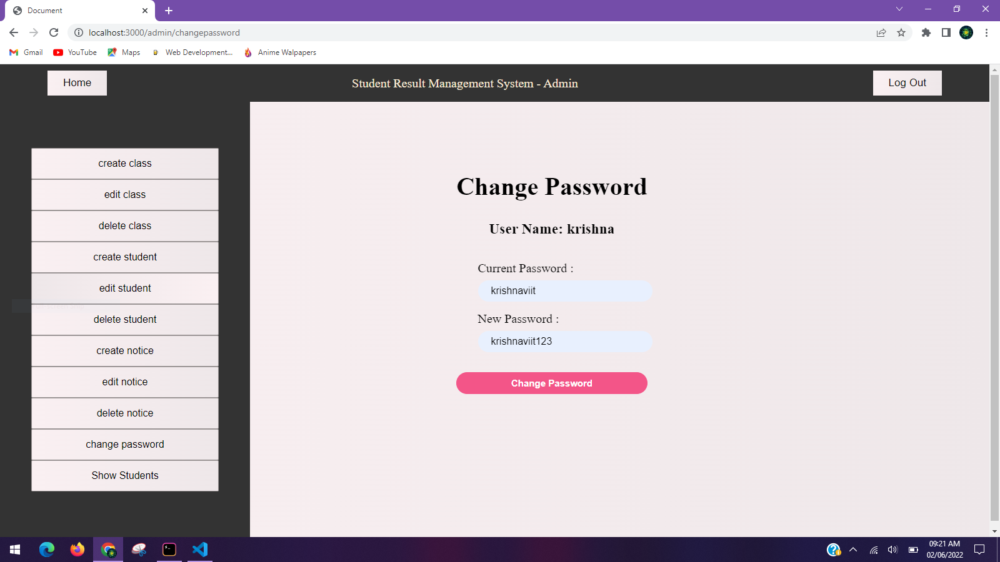 Document
localhost:3000/admin/changepassword
Gmail YouTube Maps Web Development... Anime Walpapers
Home
Student Result Management System - Admin
Log Out
create class
edit class
delete class
create student
edit student
delete student
create notice
edit notice
delete notice
change password
Show Students
Change Password
User Name: krishna
Current Password :
krishnaviit
New Password :
krishnaviit123
Change Password
09:21 AM
02/06/2022